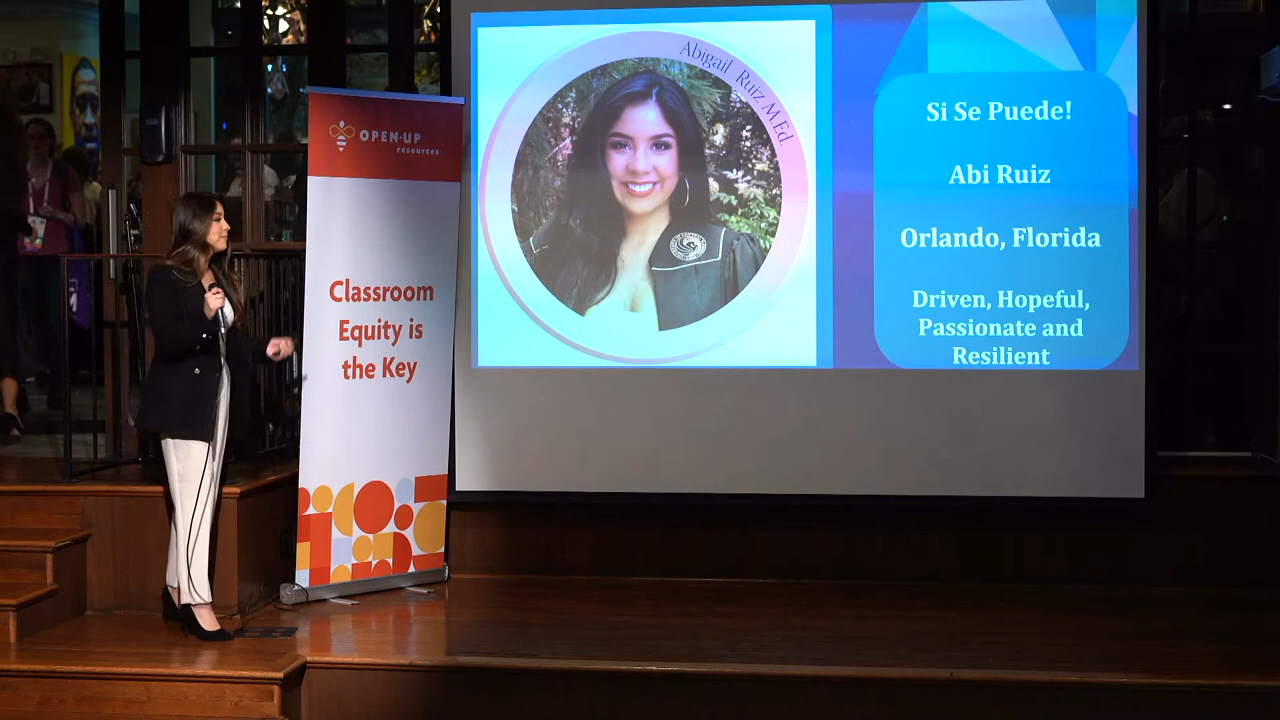 OPEN-UP
resources
Classroom
Equity is
the Key
Abigail Ruiz M.Ed.
Si Se Puede!
Abi Ruiz
Orlando, Florida
Driven, Hopeful,
Passionate and
Resilient